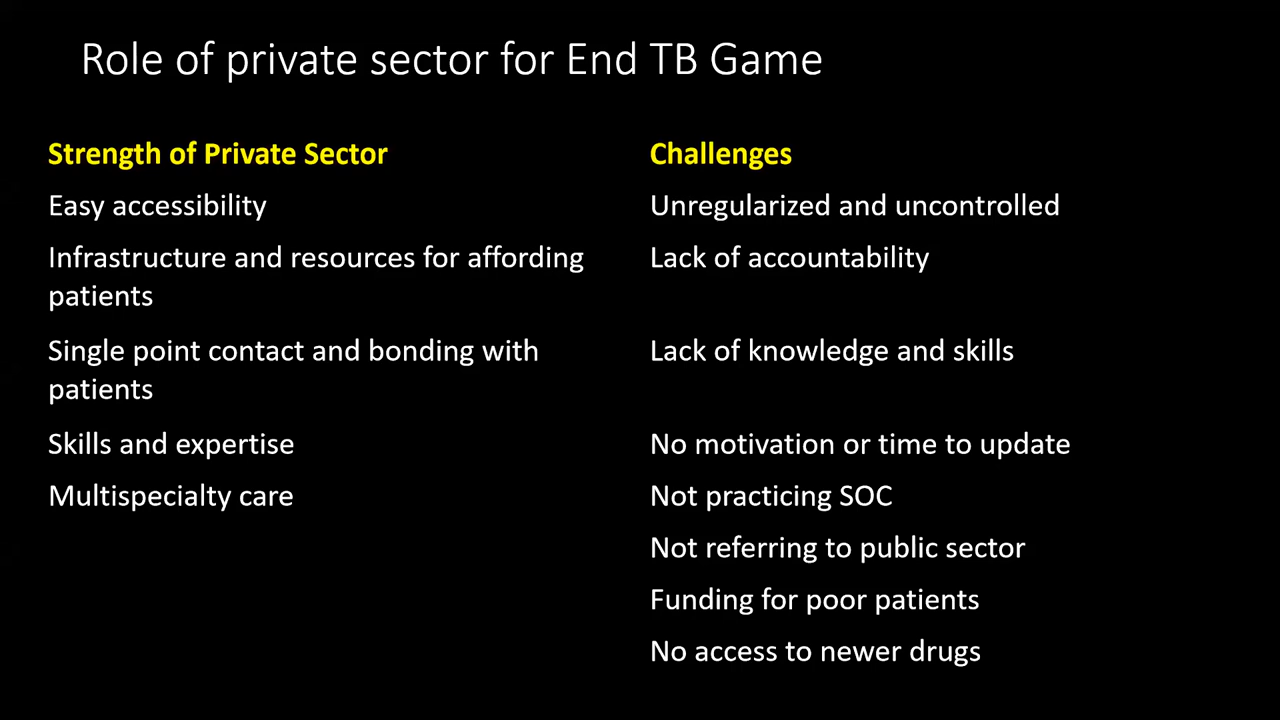 Role of private sector for End TB Game
Strength of Private Sector
Easy accessibility
Infrastructure and resources for affording
patients
Single point contact and bonding with
patients
Skills and expertise
Multispecialty care
Challenges
Unregularized and uncontrolled
Lack of accountability
Lack of knowledge and skills
No motivation or time to update
Not practicing SOC
Not referring to public sector
Funding for poor patients
No access to newer drugs